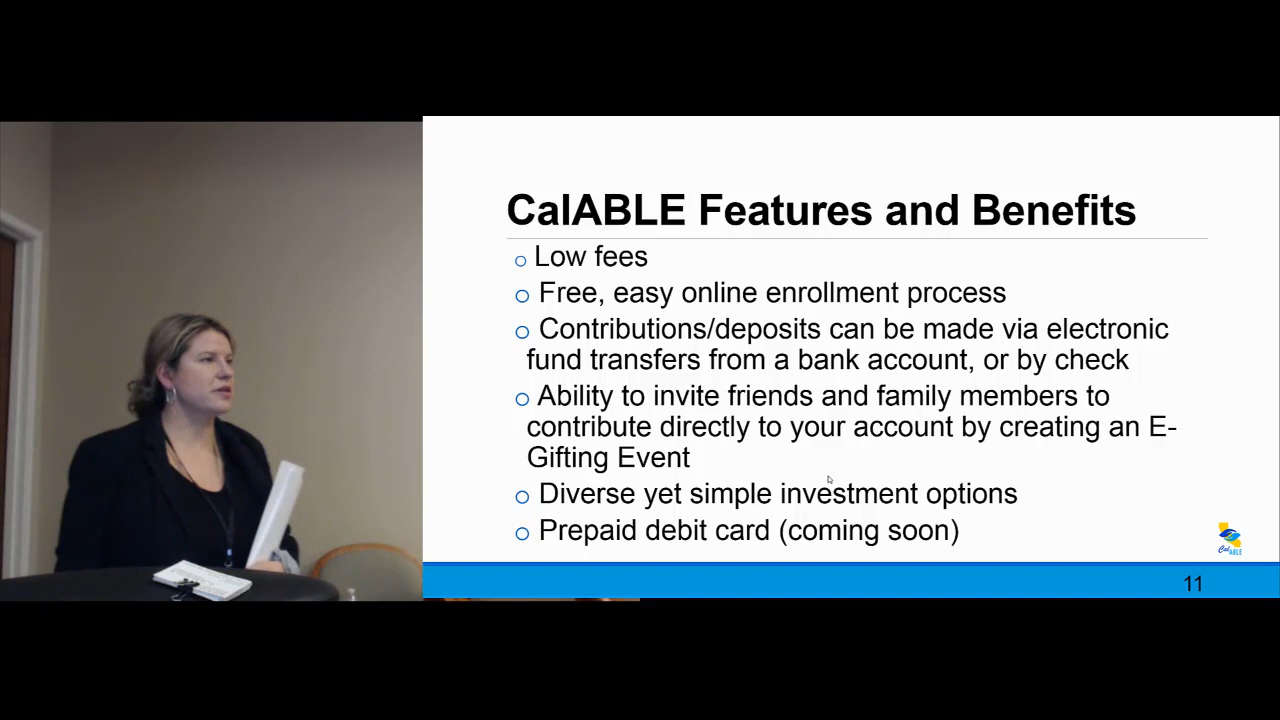 CalABLE Features and Benefits
o Low fees
o Free, easy online enrollment process
o Contributions/deposits can be made via electronic
fund transfers from a bank account, or by check
o Ability to invite friends and family members to
contribute directly to your account by creating an E-
Gifting Event
o Diverse yet simple investment options
o Prepaid debit card (coming soon)
CalABLE
11